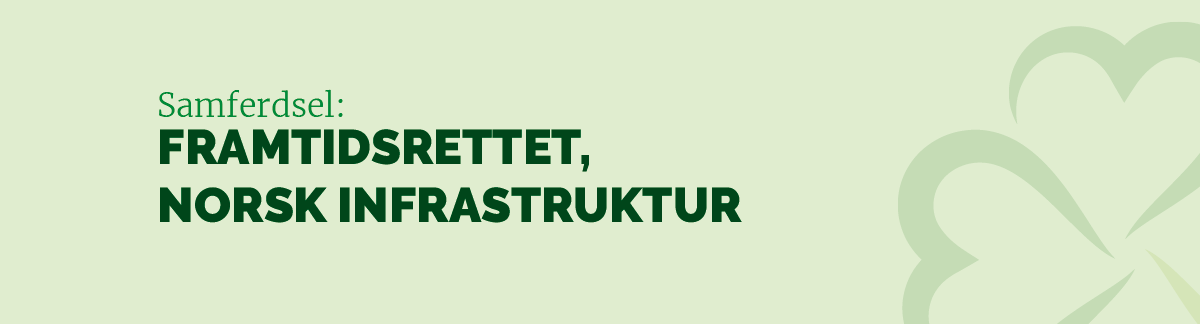 Samferdsel:
FRAMTIDSRETTET,
NORSK INFRASTRUKTUR